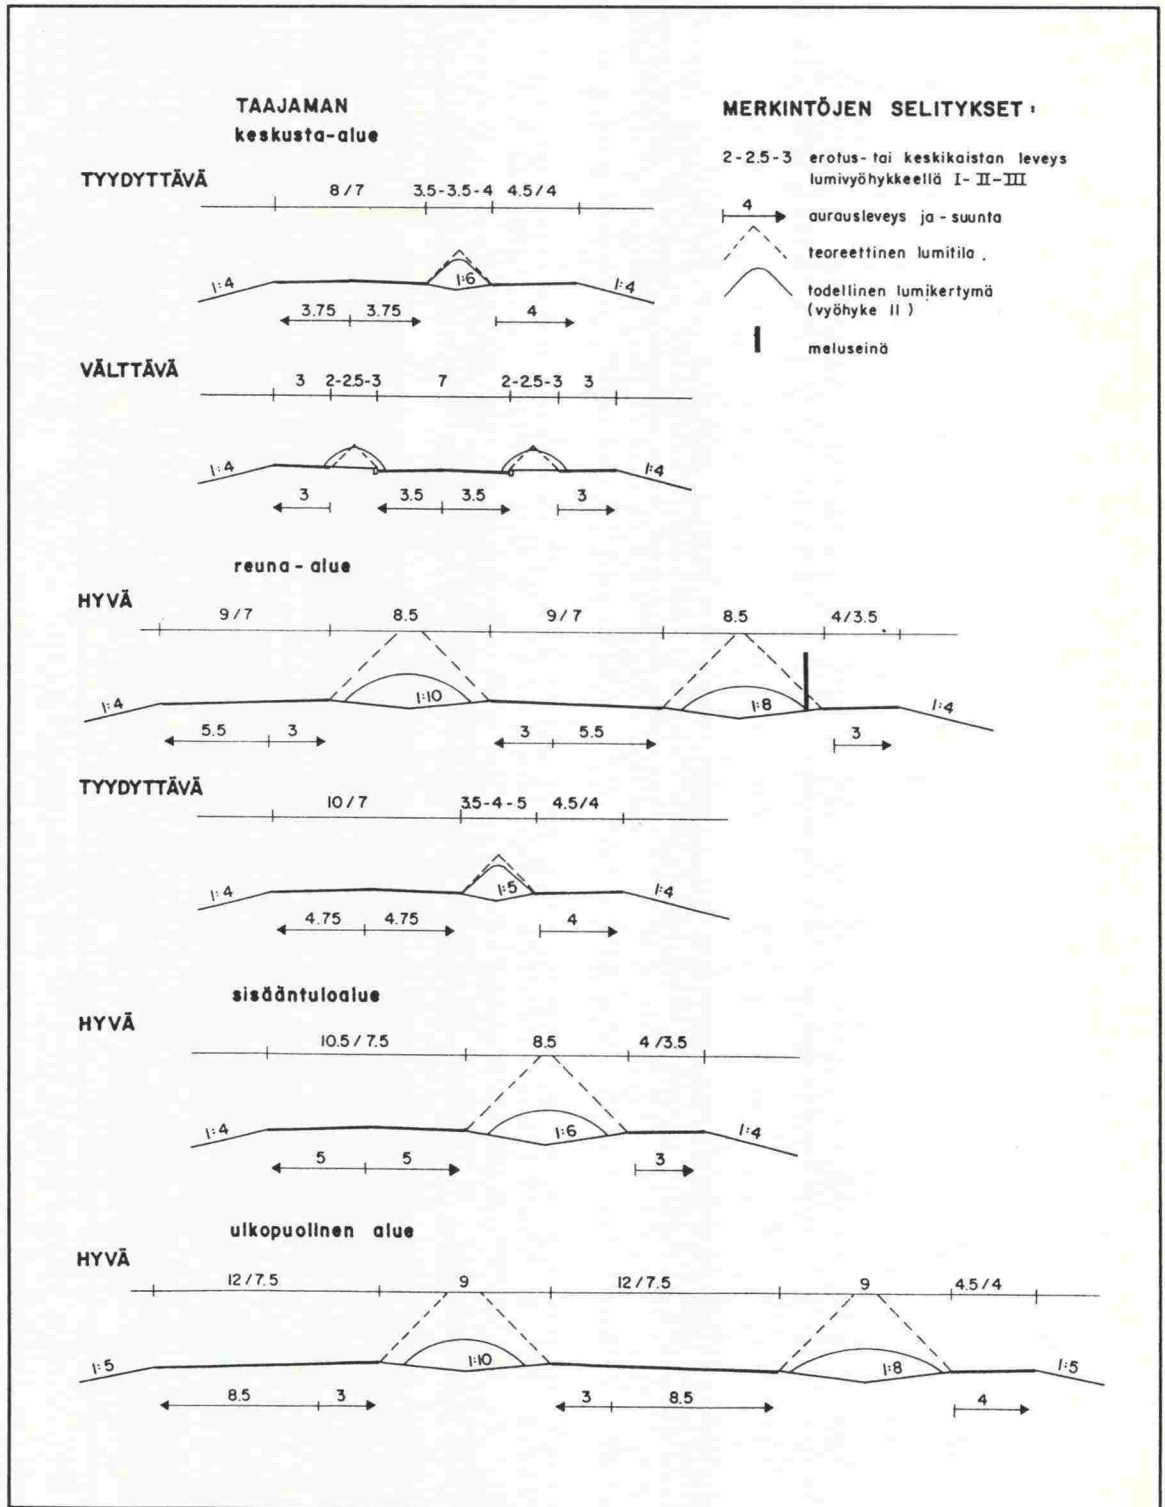 TAAJAMAN
keskusta-alue
TYYDYTTÄVÄ
8/7 3.5-3.5-4 4.5/4
1:4 1:6 1:4
3.75 3.75 4
VÄLTTÄVÄ
3 2-2.5-3 7 2-2.5-3 3
1:4 1:4
3 3.5 3.5 3
reuna-alue
HYVÄ
9/7 8.5 9/7 8.5 4/3.5
1:4 1:10 1:8 1:4
5.5 3 3 5.5 3
TYYDYTTÄVÄ
10/7 3.5-4-5 4.5/4
1:4 1:5 1:4
4.75 4.75 4
sisääntuloalue
HYVÄ
10.5/7.5 8.5 4/3.5
1:4 1:6 1:4
5 5 3
ulkopuolinen alue
HYVÄ
12/7.5 9 12/7.5 9 4.5/4
1:5 1:10 1:8 1:5
8.5 3 3 8.5 4
MERKINTÖJEN SELITYKSET:
2-2.5-3 erotus- tai keskikaistan leveys
lumivyöhykkeellä I-II-III
4 aurausleveys ja -suunta
teoreettinen lumitila.
todellinen lumikertymä
(vyöhyke II)
meluseinä